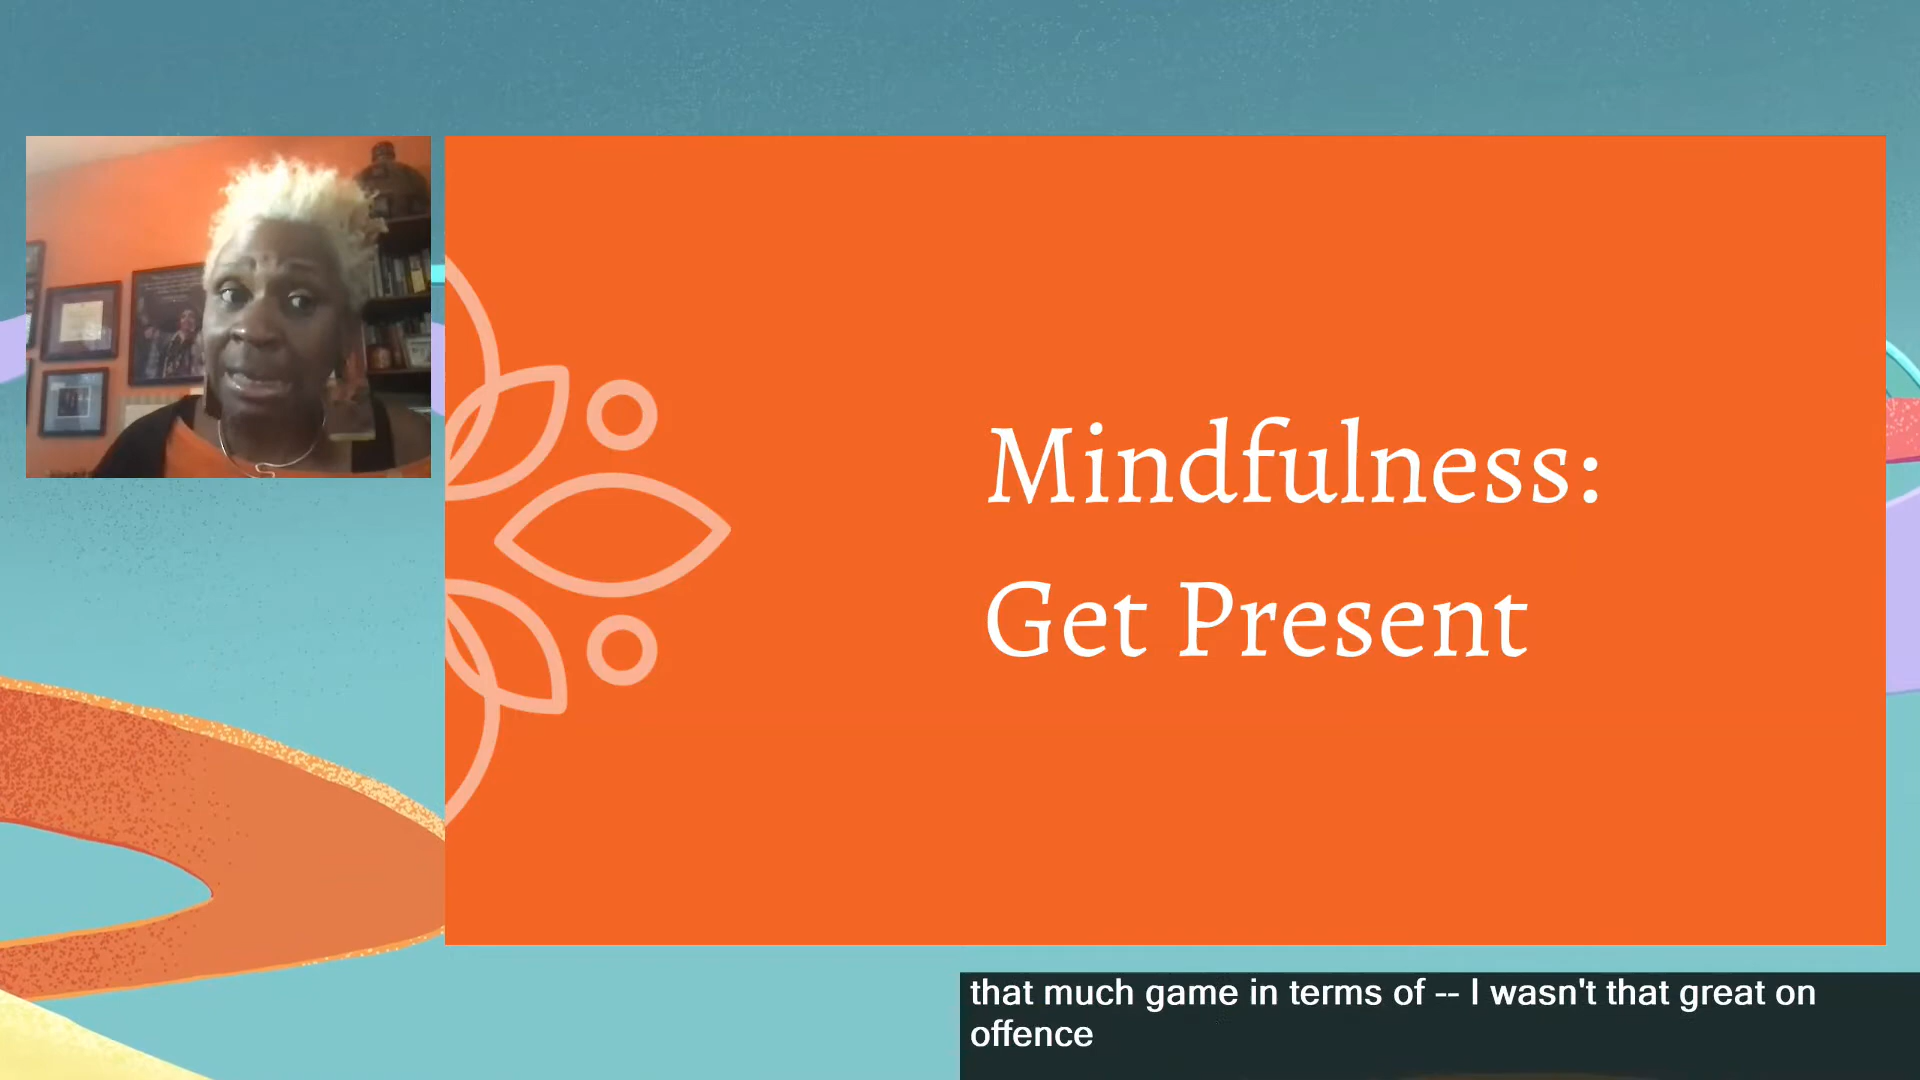 Mindfulness:
Get Present
that much game in terms of -- I wasn't that great on
offence